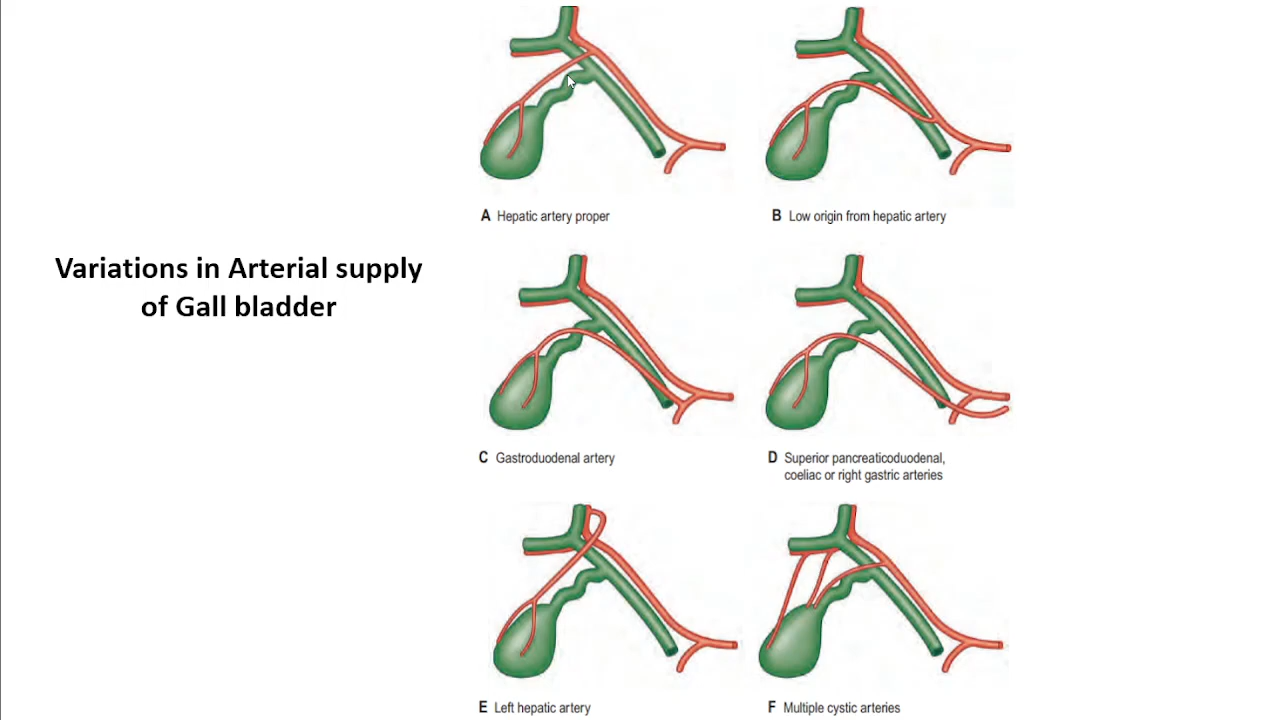 Variations in Arterial supply
of Gall bladder
A Hepatic artery proper
B Low origin from hepatic artery
C Gastroduodenal artery
D Superior pancreaticoduodenal,
coeliac or right gastric arteries
E Left hepatic artery
F Multiple cystic arteries